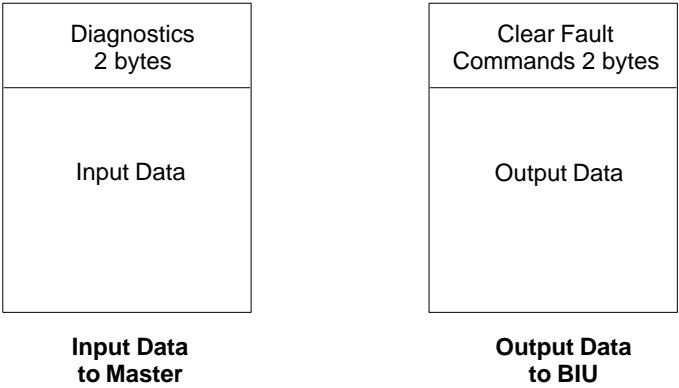 Diagnostics
2 bytes
Input Data
Input Data
to Master
Clear Fault
Commands 2 bytes
Output Data
Output Data
to BIU